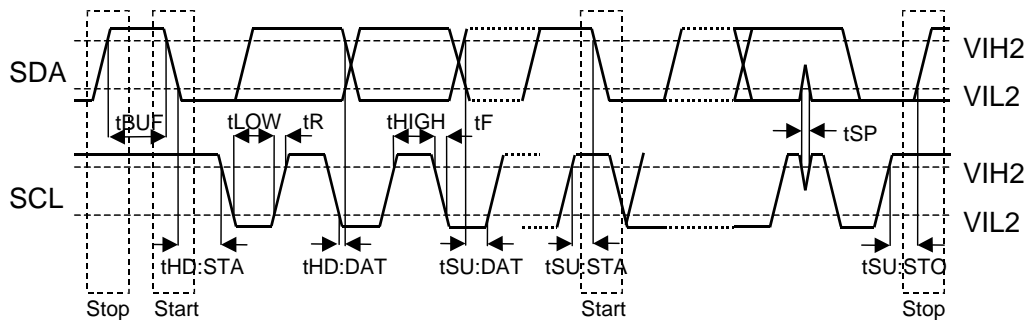 SDA
VIH2
VIL2
tBUF
tLOW
tR
tHIGH
tF
tSP
SCL
VIH2
VIL2
tHD:STA
tHD:DAT
tSU:DAT
tSU:STA
tSU:STO
Stop
Start
Start
Stop